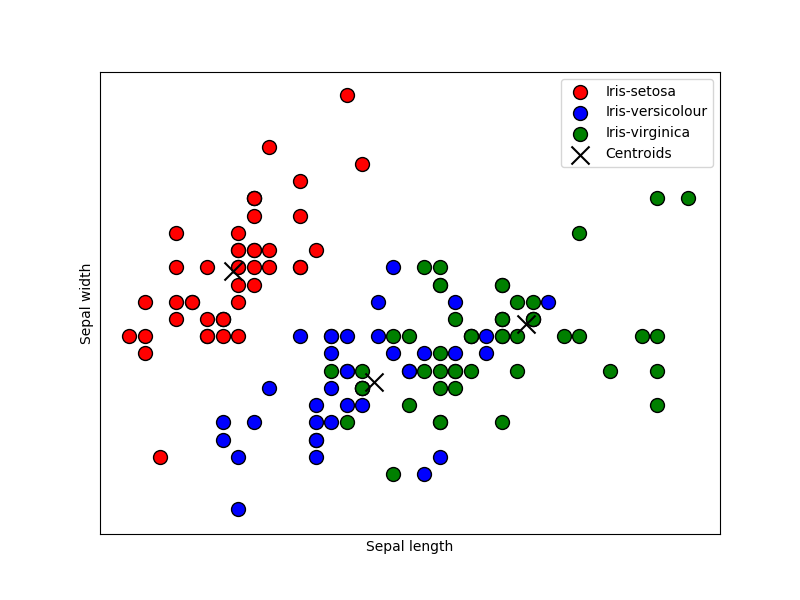 Iris-setosa
Iris-versicolour
Iris-virginica
Centroids
Sepal width
Sepal length